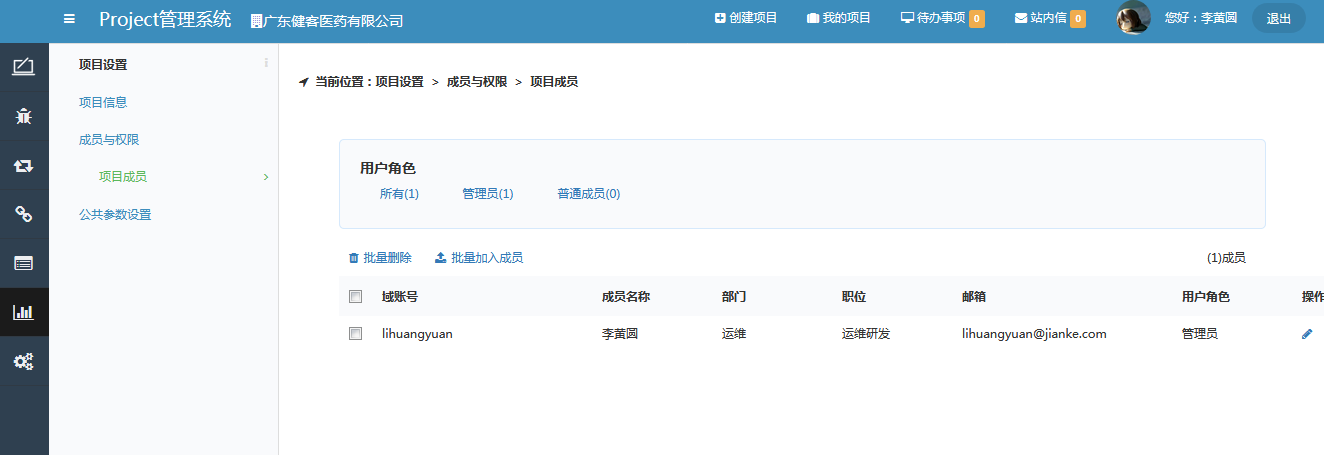 Project管理系统 广东健客医药有限公司 创建项目 我的项目 待办事项 0 站内信 0 您好：李黄圆 退出
项目设置
项目信息
成员与权限
项目成员
公共参数设置
当前位置：项目设置 > 成员与权限 > 项目成员
用户角色
所有(1) 管理员(1) 普通成员(0)
批量删除 批量加入成员 (1)成员
域账号 成员名称 部门 职位 邮箱 用户角色 操作
lihuangyuan 李黄圆 运维 运维研发 lihuangyuan@jianke.com 管理员